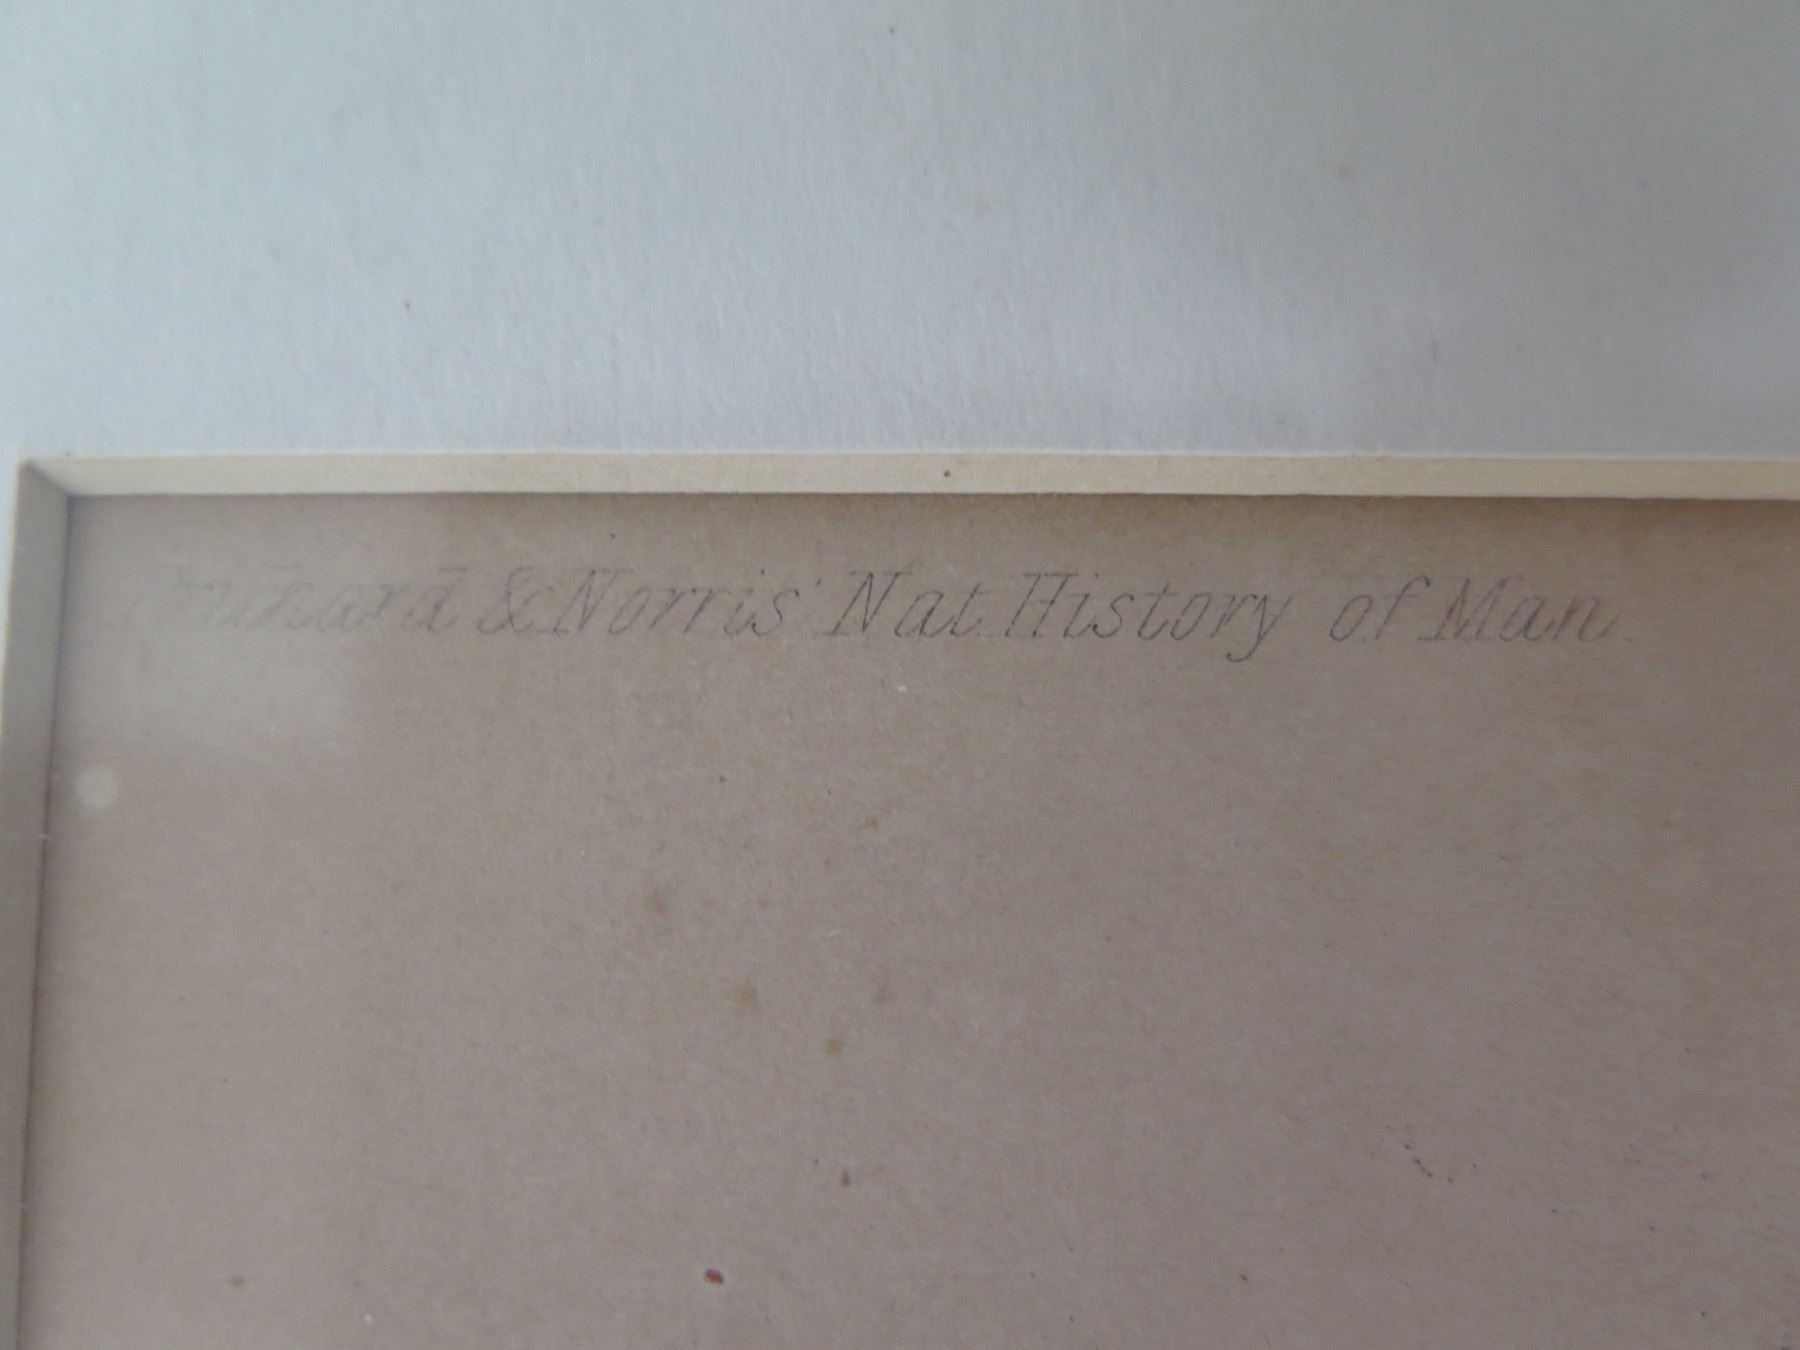 & Norris' Nat. History of Man.